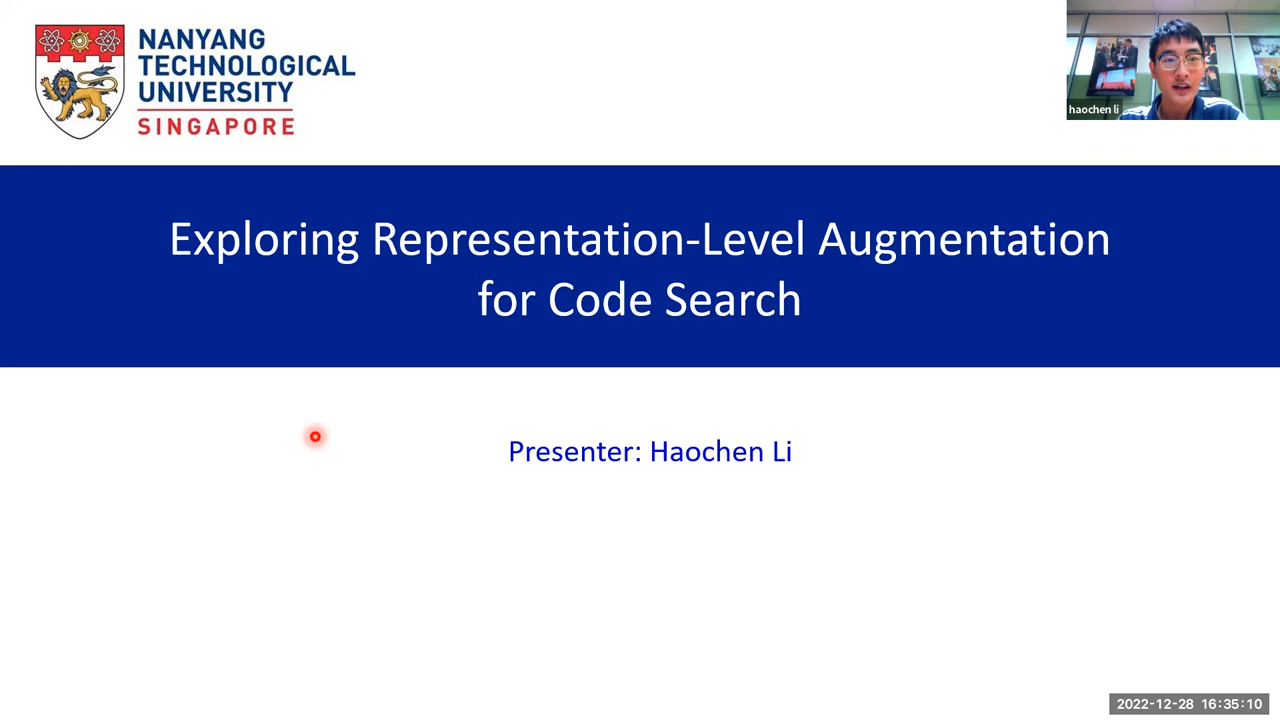 NANYANG
TECHNOLOGICAL
UNIVERSITY
SINGAPORE
haochen li
Exploring Representation-Level Augmentation
for Code Search
Presenter: Haochen Li
2022-12-28 16:35:10